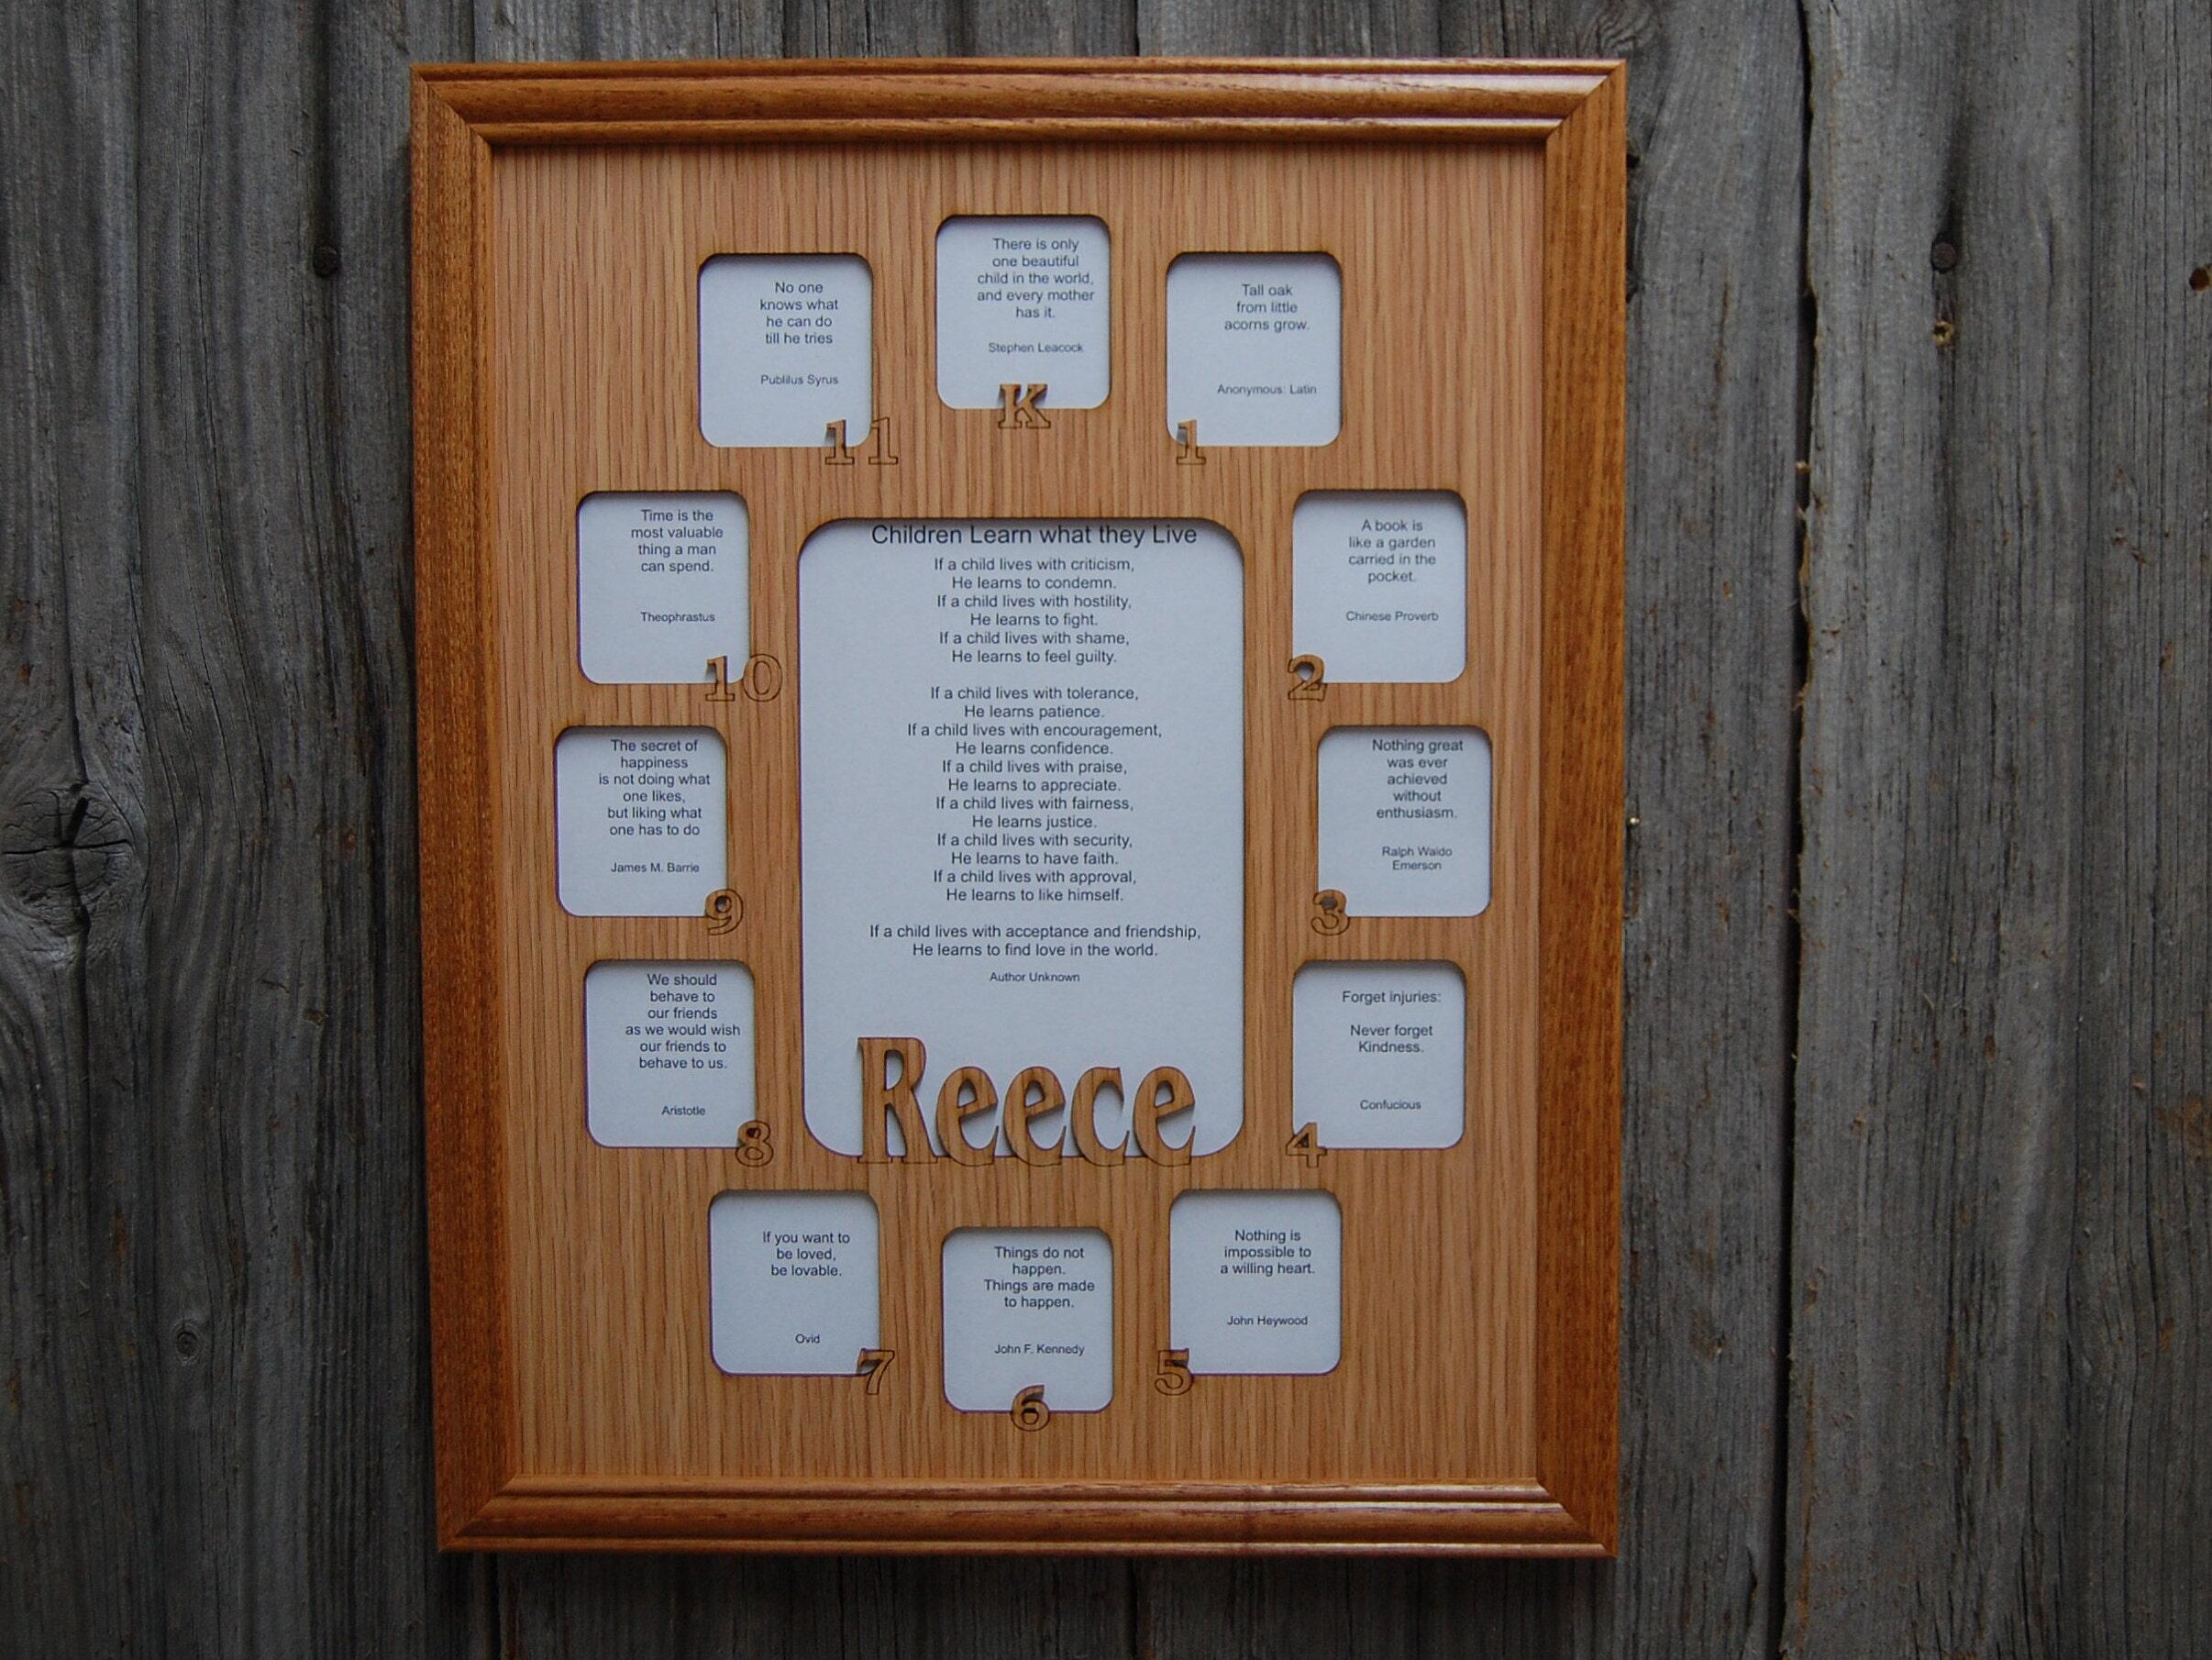 There is only
one beautiful
child in the world,
and every mother
has it.
Stephen Leacock
K
Tall oak
from little
acorns grow.
Anonymous: Latin
1
A book is
like a garden
carried in the
pocket.
Chinese Proverb
2
Nothing great
was ever
achieved
without
enthusiasm.
Ralph Waldo
Emerson
3
Forget injuries:
Never forget
Kindness.
Confucious
4
Nothing is
impossible to
a willing heart.
John Heywood
5
Things do not
happen.
Things are made
to happen.
John F. Kennedy
6
If you want to
be loved,
be lovable.
Ovid
7
We should
behave to
our friends
as we would wish
our friends to
behave to us.
Aristotle
8
The secret of
happiness
is not doing what
one likes,
but liking what
one has to do
James M. Barrie
9
Time is the
most valuable
thing a man
can spend.
Theophrastus
10
No one
knows what
he can do
till he tries
Publilus Syrus
11
Children Learn what they Live
If a child lives with criticism,
He learns to condemn.
If a child lives with hostility,
He learns to fight.
If a child lives with shame,
He learns to feel guilty.
If a child lives with tolerance,
He learns patience.
If a child lives with encouragement,
He learns confidence.
If a child lives with praise,
He learns to appreciate.
If a child lives with fairness,
He learns justice.
If a child lives with security,
He learns to have faith.
If a child lives with approval,
He learns to like himself.
If a child lives with acceptance and friendship,
He learns to find love in the world.
Author Unknown
Reece